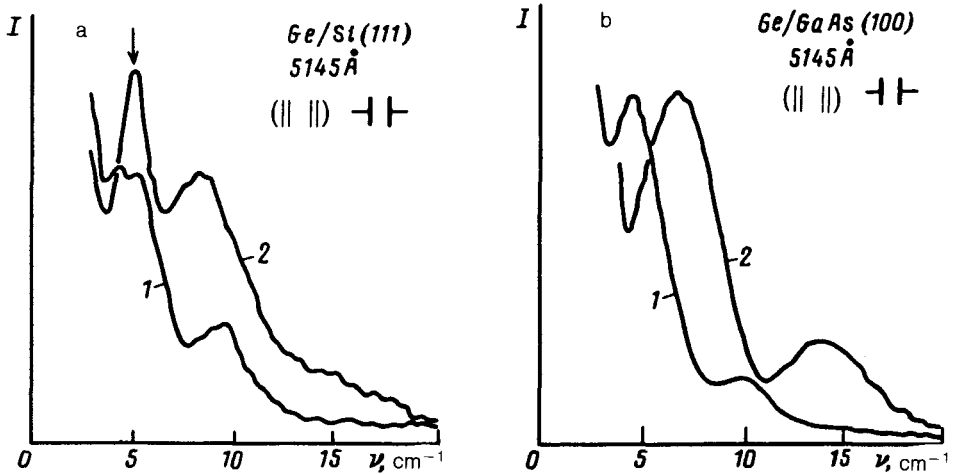 I
a
Ge/Si (111)
5145Å
(|| ||)
1
2
0
5
10
15
ν, cm⁻¹
I
b
Ge/GaAs (100)
5145Å
(|| ||)
1
2
0
5
10
15
ν, cm⁻¹